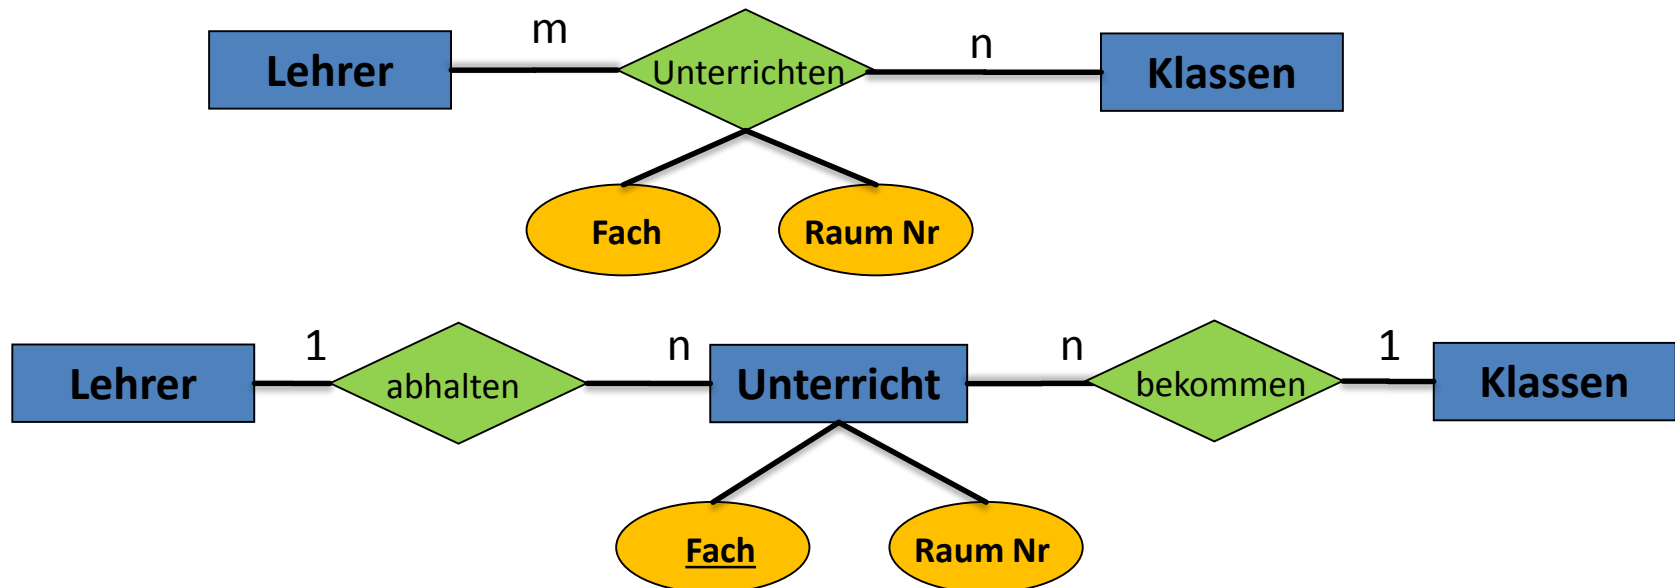 m
n
Lehrer
Unterrichten
Klassen
Fach
Raum Nr
1
n
n
1
Lehrer
abhalten
Unterricht
bekommen
Klassen
Fach
Raum Nr